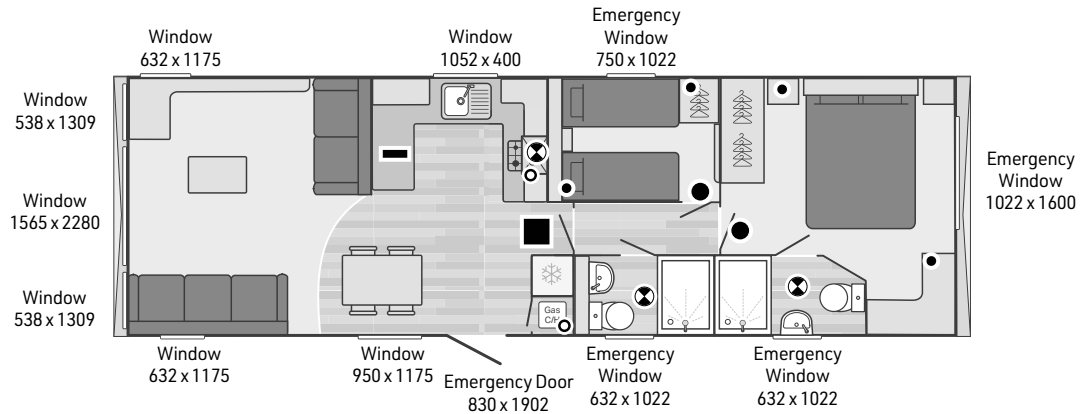 Window
632 x 1175
Window
1052 x 400
Emergency
Window
750 x 1022
Window
538 x 1309
Window
1565 x 2280
Window
538 x 1309
Emergency
Window
1022 x 1600
Gas
C/H
Window
632 x 1175
Window
950 x 1175
Emergency Door
830 x 1902
Emergency
Window
632 x 1022
Emergency
Window
632 x 1022